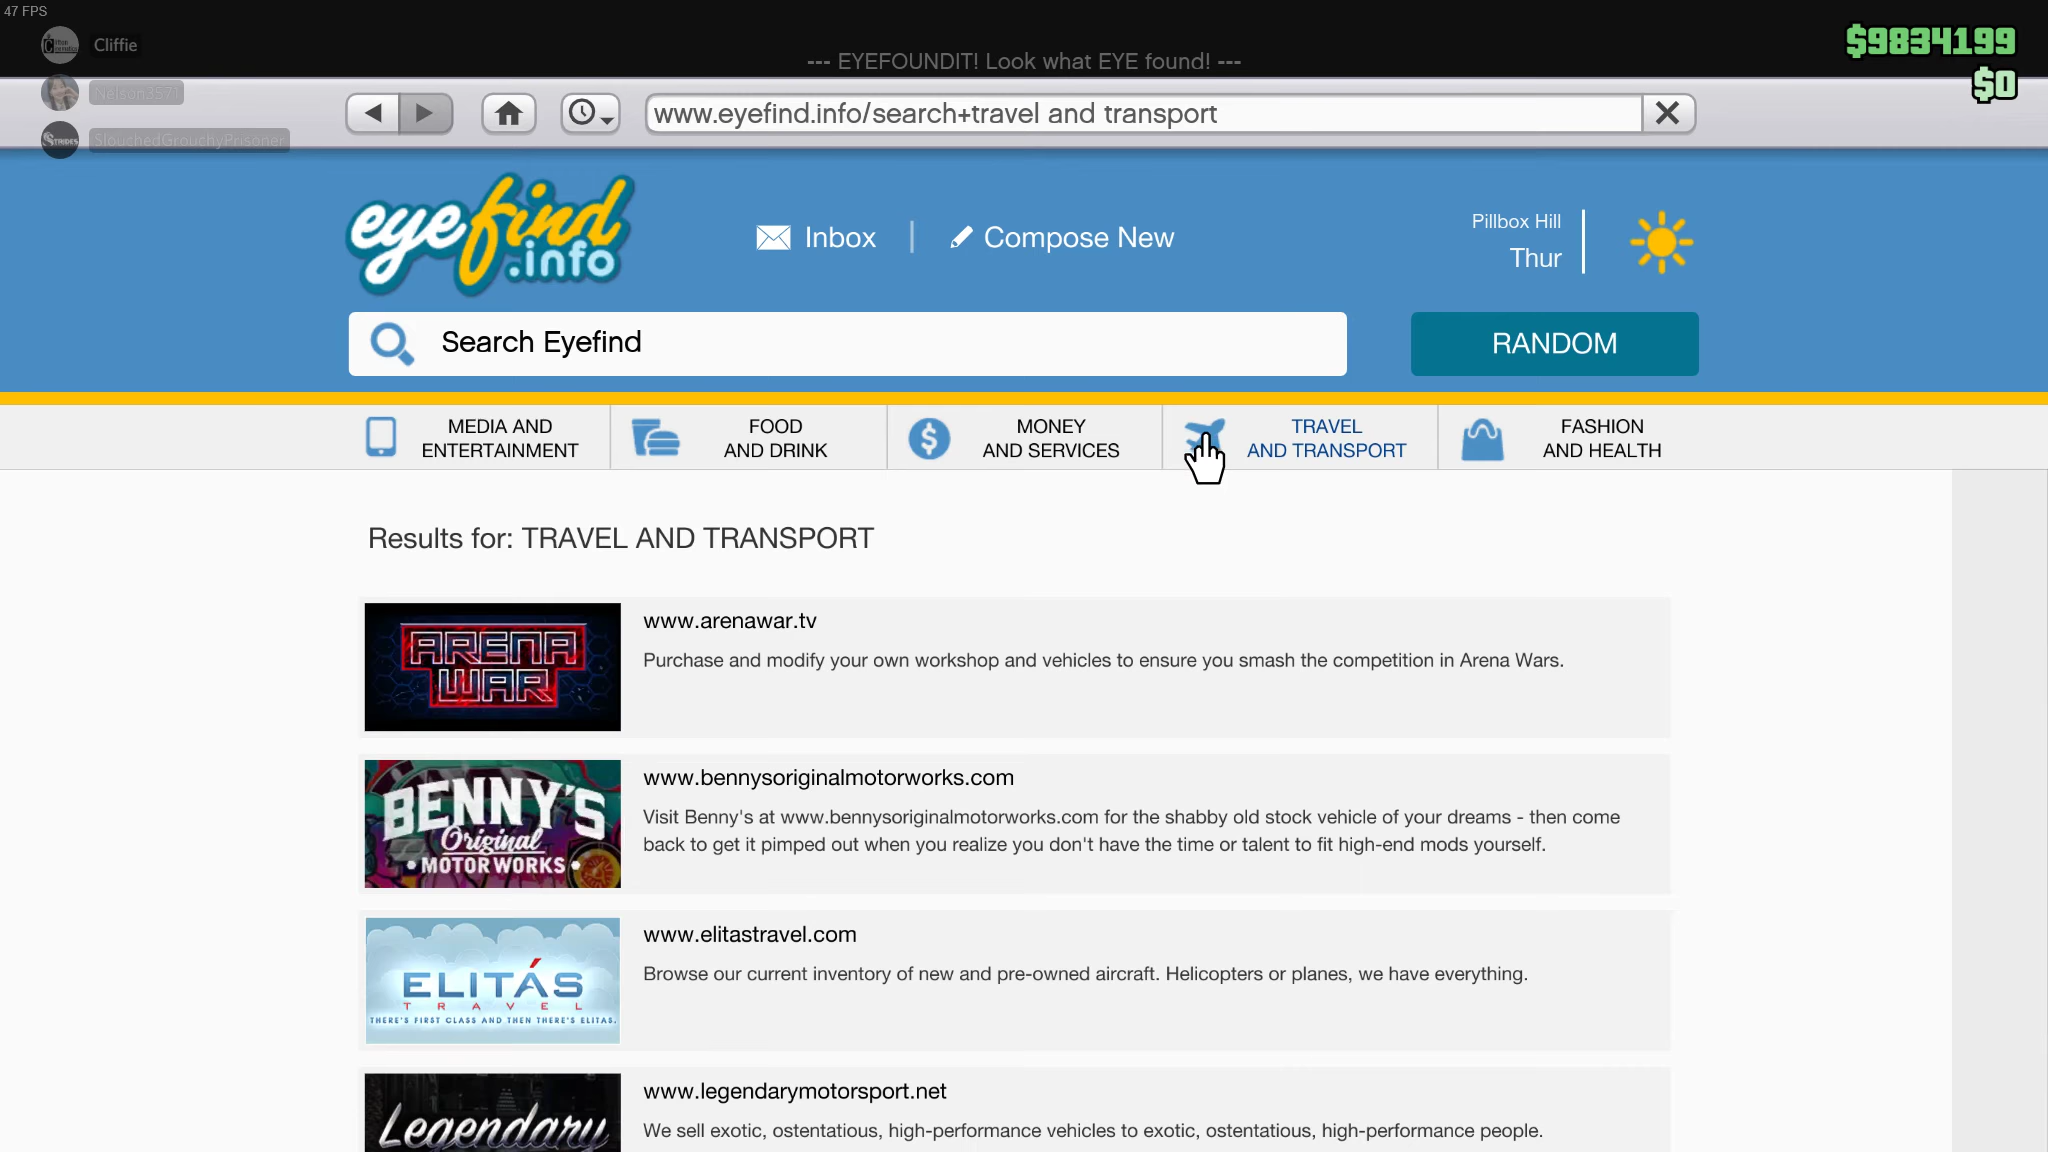 47 FPS
Cliffie
$9834199
--- EYEFOUNDIT! Look what EYE found! ---
$0
Nelson3571
www.eyefind.info/search+travel and transport
STRIDES
SlouchedGrouchyPrisoner
eyefind
.info
Inbox
Compose New
Pillbox Hill
Thur
Search Eyefind
RANDOM
MEDIA AND
ENTERTAINMENT
FOOD
AND DRINK
MONEY
AND SERVICES
TRAVEL
AND TRANSPORT
FASHION
AND HEALTH
Results for: TRAVEL AND TRANSPORT
ARENA
WAR
www.arenawar.tv
Purchase and modify your own workshop and vehicles to ensure you smash the competition in Arena Wars.
BENNY'S
Original
MOTORWORKS
www.bennysoriginalmotorworks.com
Visit Benny's at www.bennysoriginalmotorworks.com for the shabby old stock vehicle of your dreams - then come
back to get it pimped out when you realize you don't have the time or talent to fit high-end mods yourself.
ELITÁS
TRAVEL
THERE'S FIRST CLASS AND THEN THERE'S ELITAS.
www.elitastravel.com
Browse our current inventory of new and pre-owned aircraft. Helicopters or planes, we have everything.
Legendary
www.legendarymotorsport.net
We sell exotic, ostentatious, high-performance vehicles to exotic, ostentatious, high-performance people.